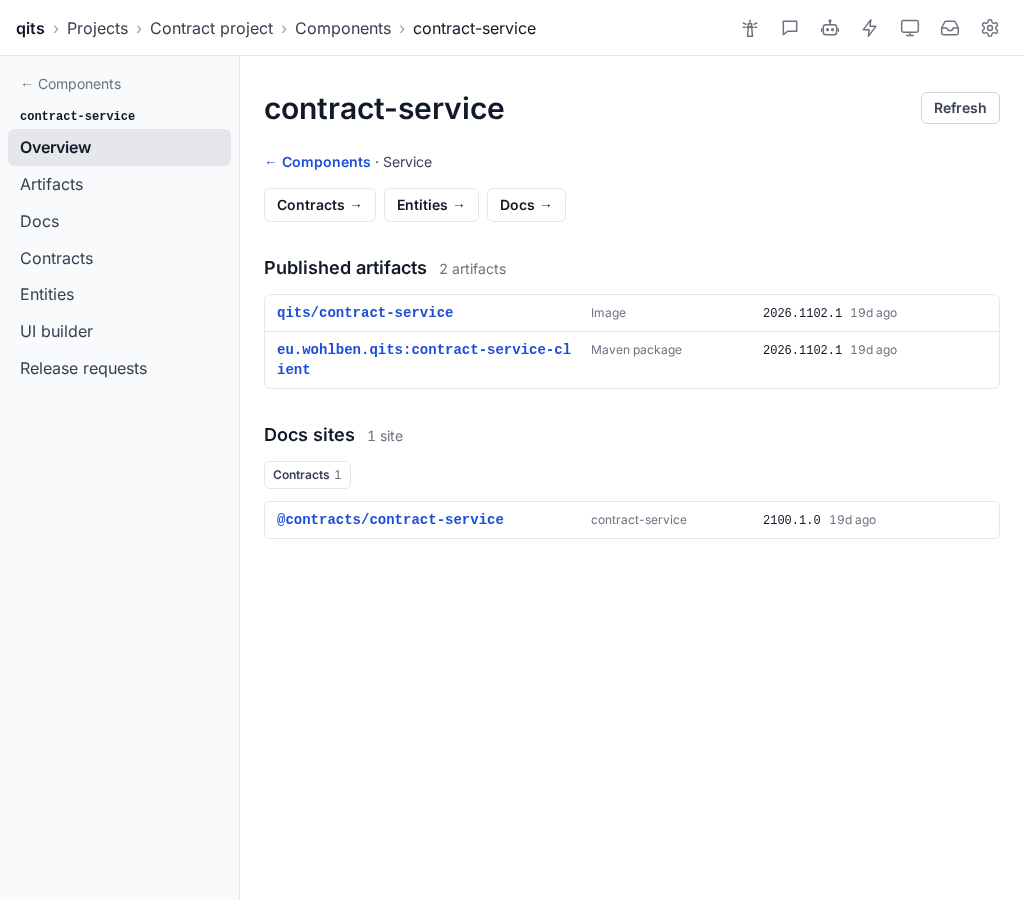 qits › Projects › Contract project › Components › contract-service
← Components
contract-service
Overview
Artifacts
Docs
Contracts
Entities
UI builder
Release requests
contract-service
Refresh
← Components · Service
Contracts → Entities → Docs →
Published artifacts 2 artifacts
qits/contract-service Image 2026.1102.1 19d ago
eu.wohlben.qits:contract-service-cl Maven package 2026.1102.1 19d ago
ient
Docs sites 1 site
Contracts 1
@contracts/contract-service contract-service 2100.1.0 19d ago